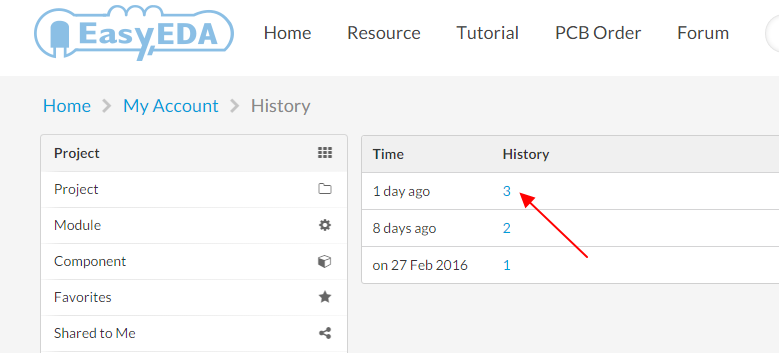 EasyEDA Home Resource Tutorial PCB Order Forum
Home My Account History
Project
Project
Module
Component
Favorites
Shared to Me
Time History
1 day ago 3
8 days ago 2
on 27 Feb 2016 1